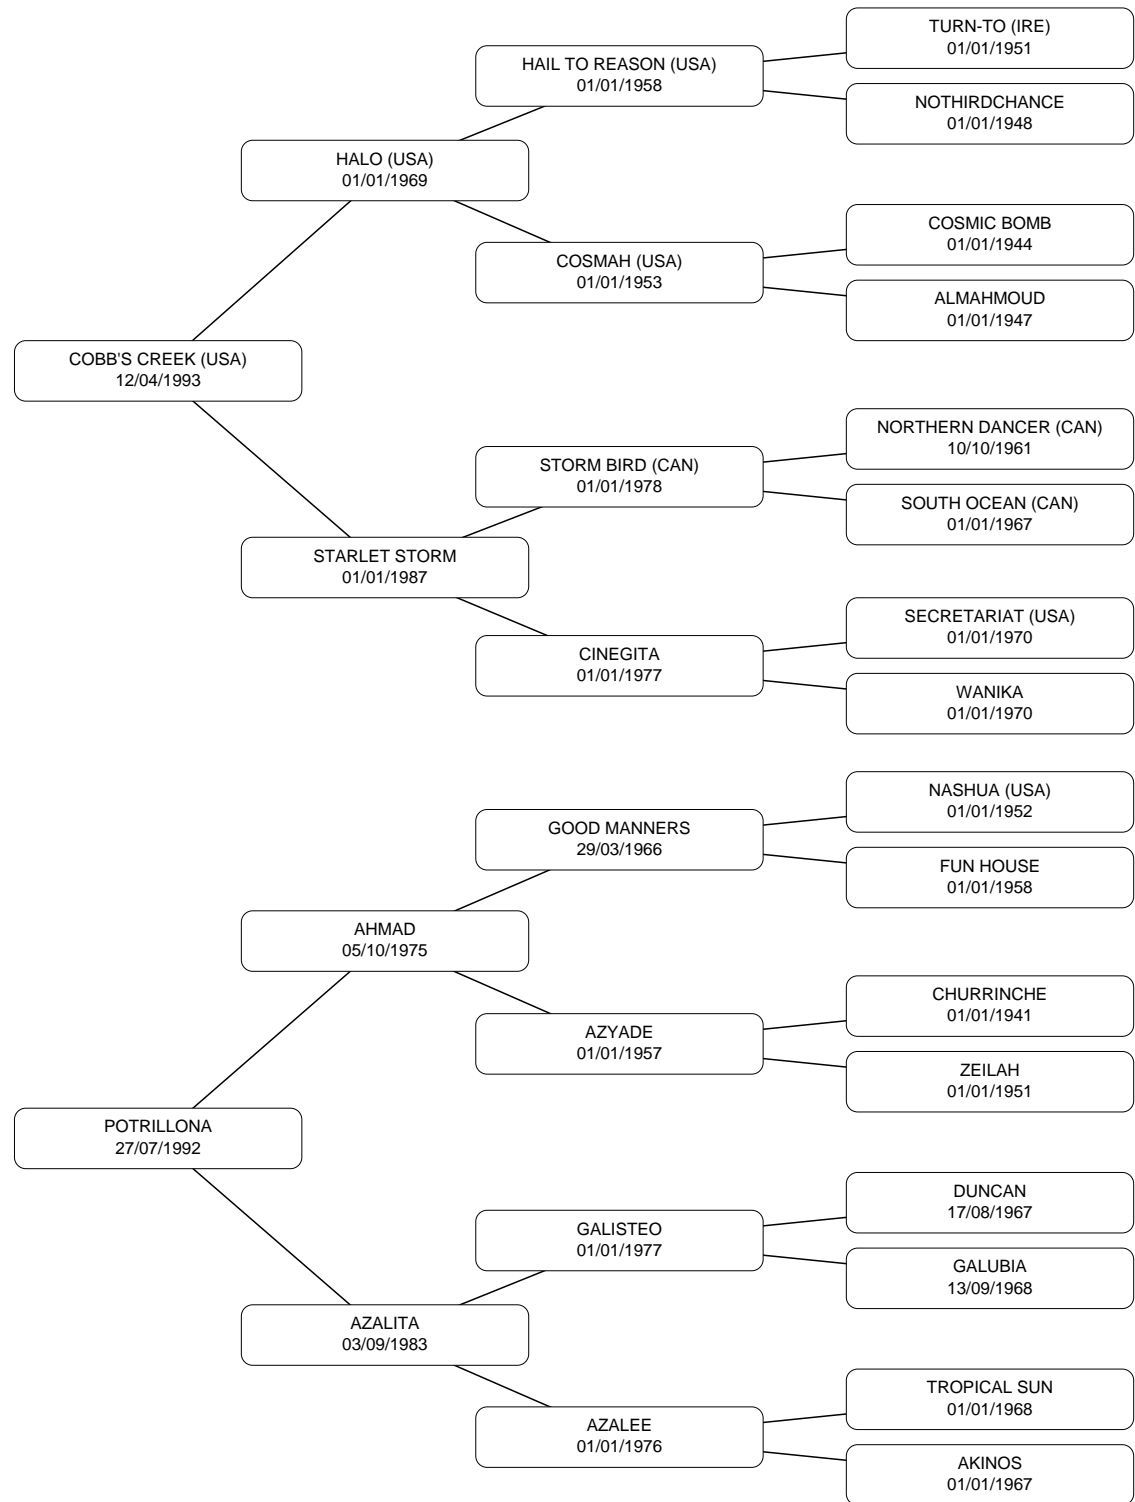 TURN-TO (IRE)
01/01/1951
HAIL TO REASON (USA)
01/01/1958
NOTHIRDCHANCE
01/01/1948
HALO (USA)
01/01/1969
COSMIC BOMB
01/01/1944
COSMAH (USA)
01/01/1953
ALMAHMOUD
01/01/1947
COBB'S CREEK (USA)
12/04/1993
NORTHERN DANCER (CAN)
10/10/1961
STORM BIRD (CAN)
01/01/1978
SOUTH OCEAN (CAN)
01/01/1967
STARLET STORM
01/01/1987
SECRETARIAT (USA)
01/01/1970
CINEGITA
01/01/1977
WANIKA
01/01/1970
NASHUA (USA)
01/01/1952
GOOD MANNERS
29/03/1966
FUN HOUSE
01/01/1958
AHMAD
05/10/1975
CHURRINCHE
01/01/1941
AZYADE
01/01/1957
ZEILAH
01/01/1951
POTRILLONA
27/07/1992
DUNCAN
17/08/1967
GALISTEO
01/01/1977
GALUBIA
13/09/1968
AZALITA
03/09/1983
TROPICAL SUN
01/01/1968
AZALEE
01/01/1976
AKINOS
01/01/1967